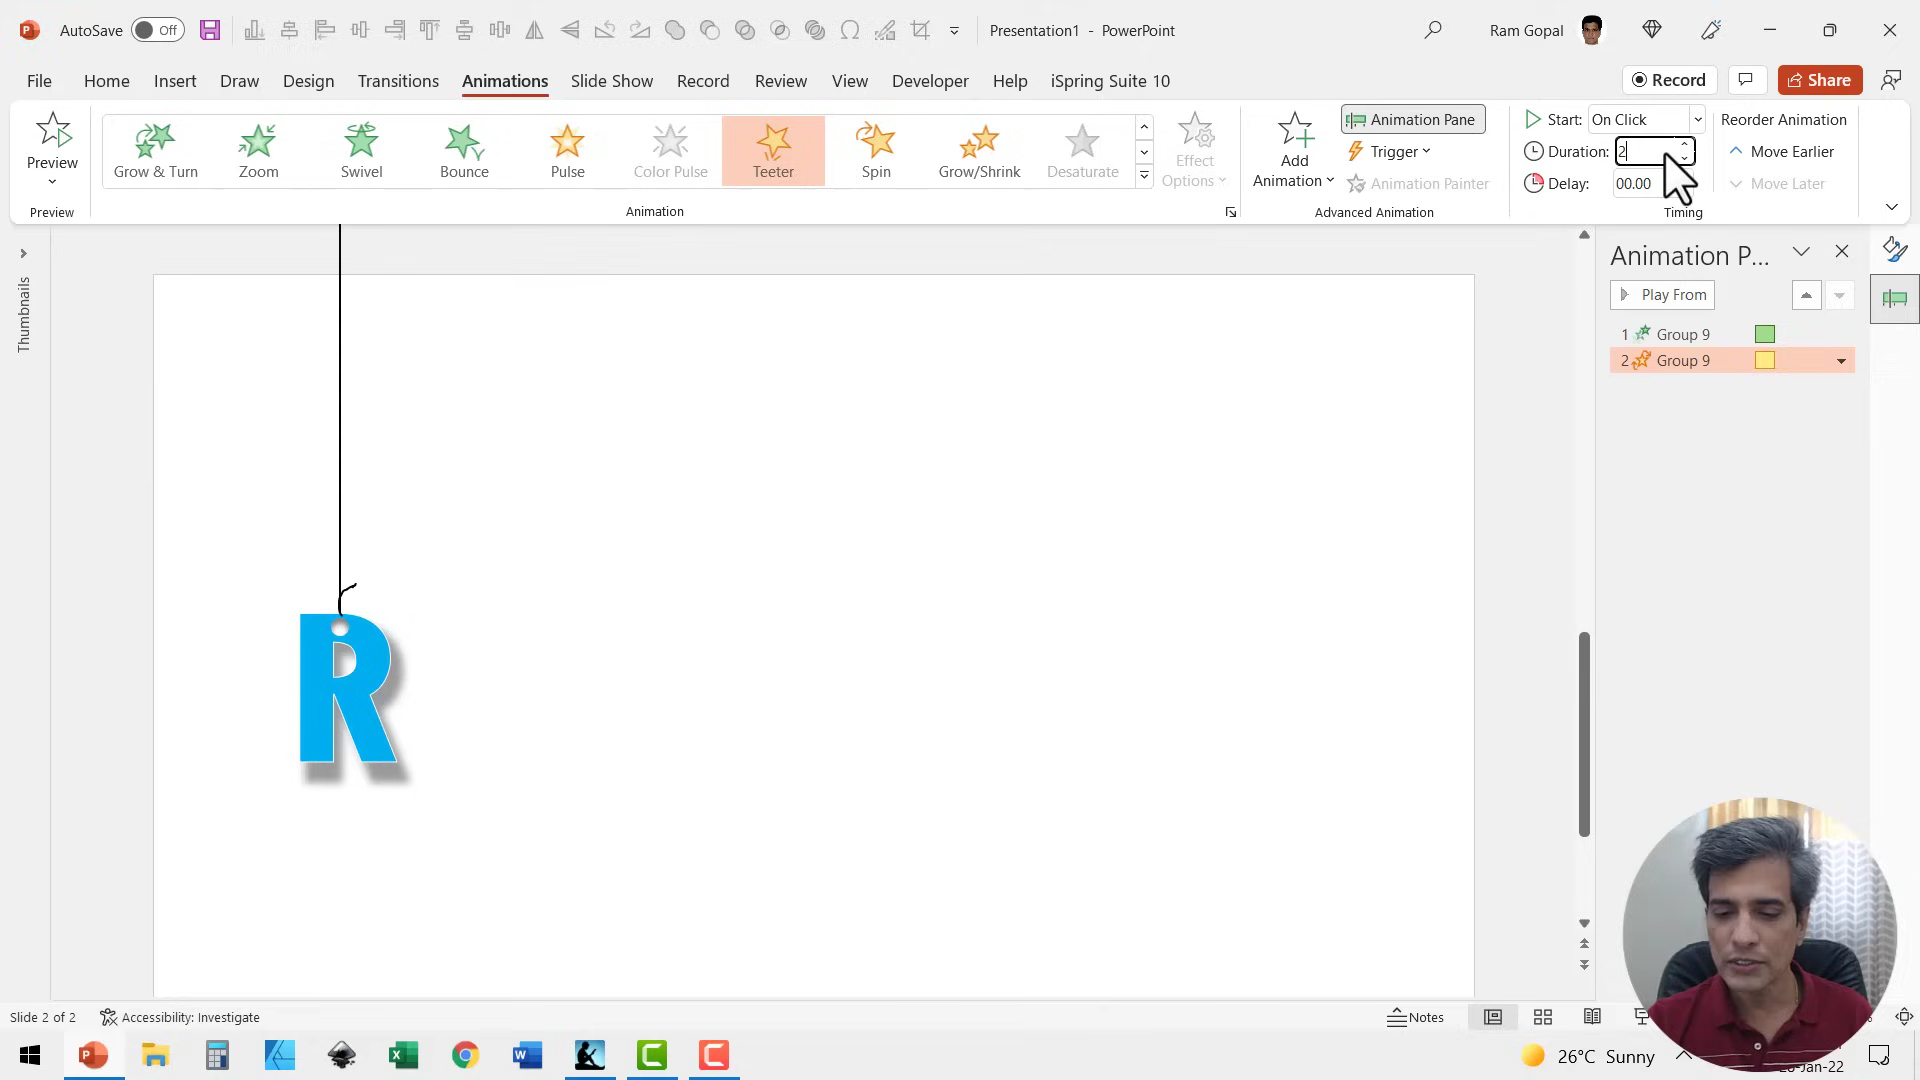 AutoSave Off Presentation1 - PowerPoint Ram Gopal
File Home Insert Draw Design Transitions Animations Slide Show Record Review View Developer Help iSpring Suite 10 Record Share
Preview
Preview
Grow & Turn Zoom Swivel Bounce Pulse Color Pulse Teeter Spin Grow/Shrink Desaturate
Animation
Effect Options
Add Animation
Animation Pane
Trigger
Animation Painter
Advanced Animation
Start: On Click
Duration: 2
Delay: 00.00
Timing
Reorder Animation
Move Earlier
Move Later
Thumbnails
R
Animation P...
Play From
1 Group 9
2 Group 9
Slide 2 of 2 Accessibility: Investigate Notes
26°C Sunny